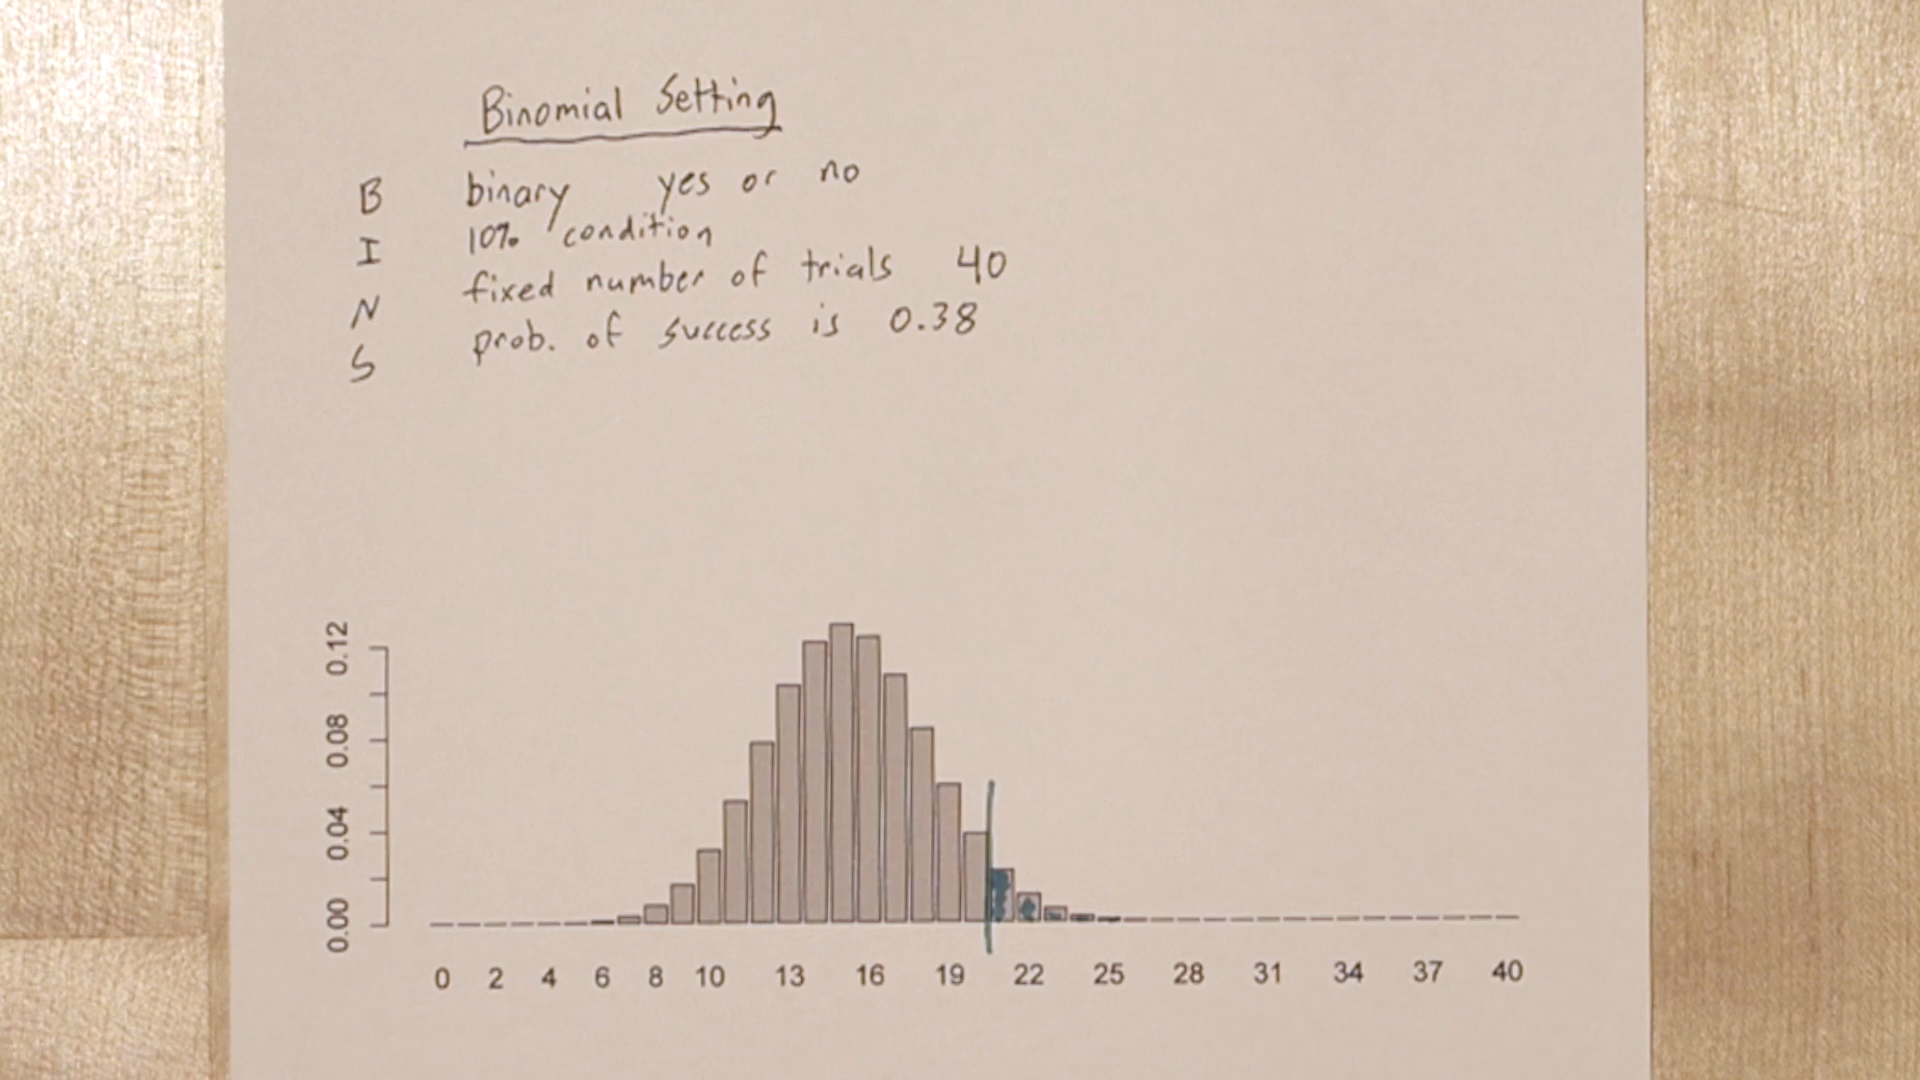 Binomial Setting
B binary yes or no
I 10% condition
N fixed number of trials 40
S prob. of success is 0.38
0.12
0.08
0.04
0.00
0 2 4 6 8 10 13 16 19 22 25 28 31 34 37 40